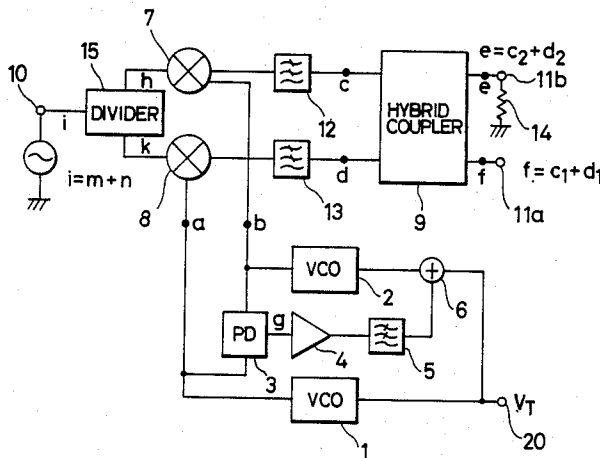 7
e=c₂+d₂
15
10
h
c
e
11b
i
DIVIDER
12
HYBRID
COUPLER
14
k
d
f
f=c₁+d₁
i=m+n
8
13
9
11a
a
b
VCO
2
+
6
PD
g
3
4
5
VCO
V_T
1
20